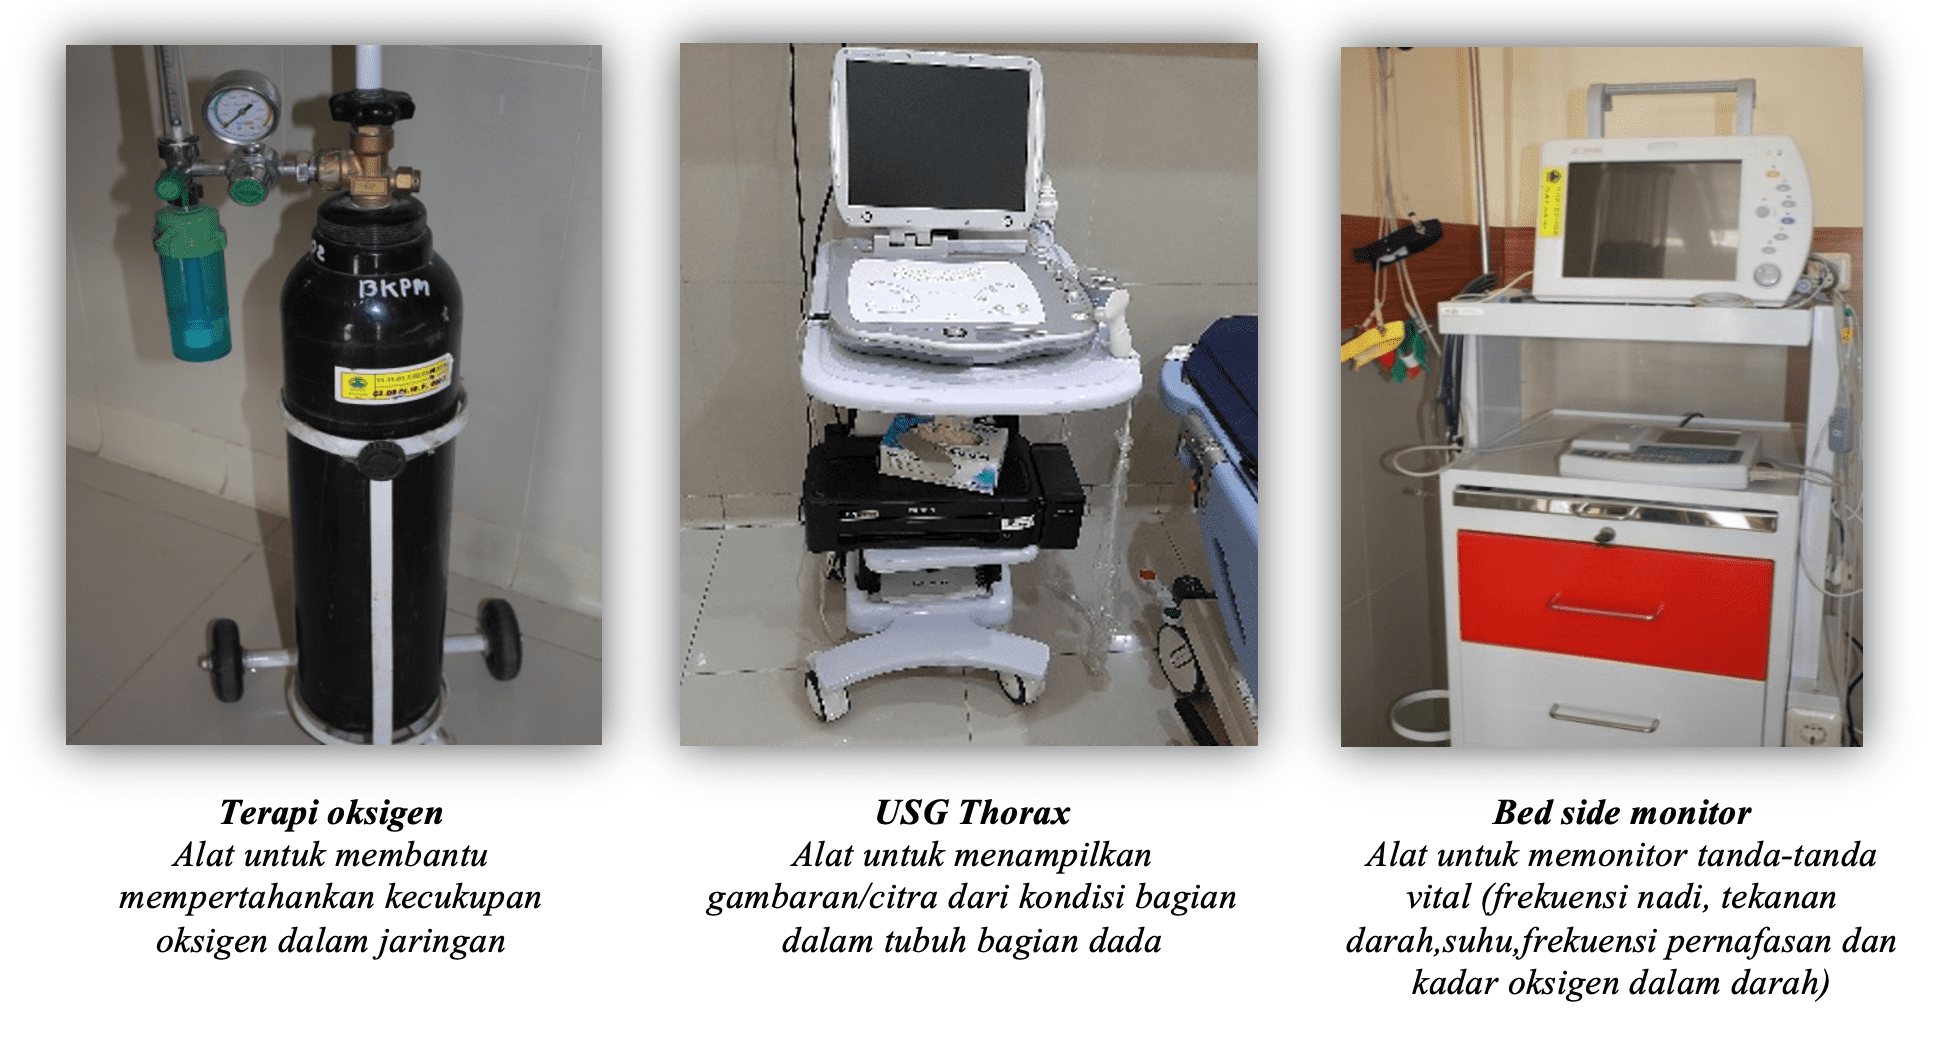 BKPM
Terapi oksigen
Alat untuk membantu
mempertahankan kecukupan
oksigen dalam jaringan
USG Thorax
Alat untuk menampilkan
gambaran/citra dari kondisi bagian
dalam tubuh bagian dada
Bed side monitor
Alat untuk memonitor tanda-tanda
vital (frekuensi nadi, tekanan
darah,suhu,frekuensi pernafasan dan
kadar oksigen dalam darah)